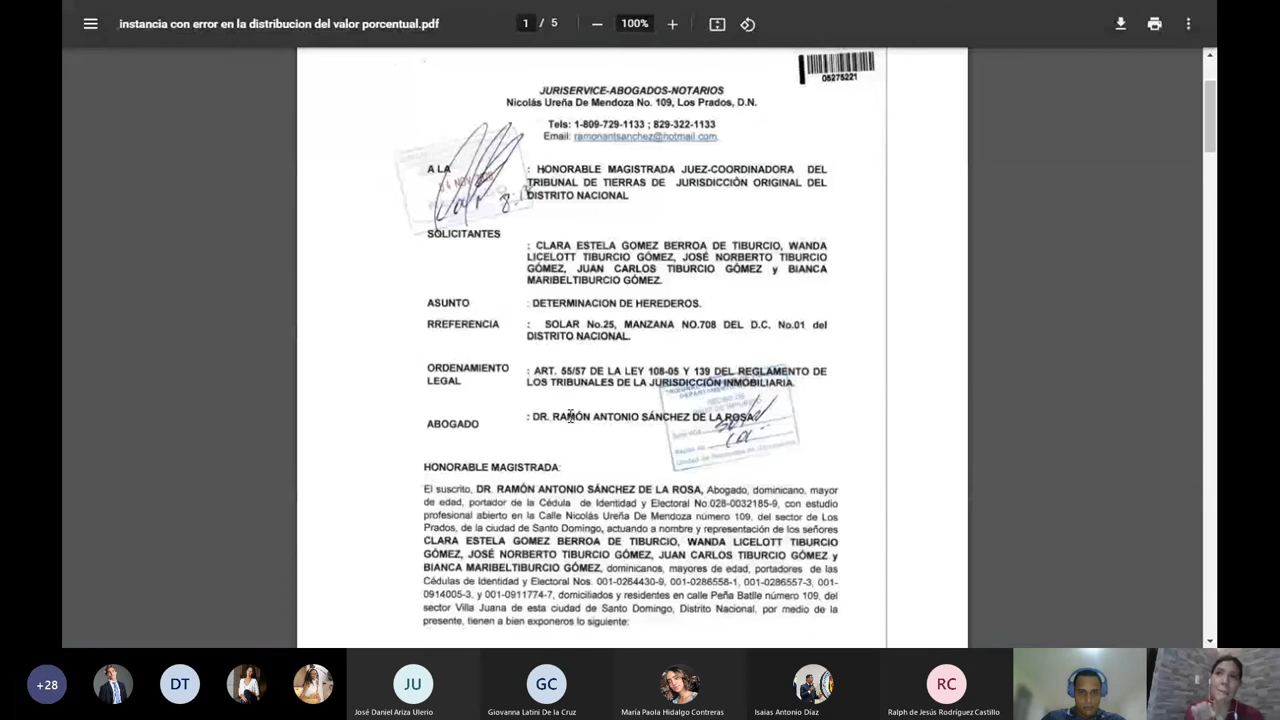 instancia con error en la distribucion del valor porcentual.pdf
1 / 5
100%
05275221
JURISERVICE-ABOGADOS-NOTARIOS
Nicolás Ureña De Mendoza No. 109, Los Prados, D.N.
Tels: 1-809-729-1133 ; 829-322-1133
Email: ramonantsanchez@hotmail.com.
A LA : HONORABLE MAGISTRADA JUEZ-COORDINADORA DEL
TRIBUNAL DE TIERRAS DE JURISDICCIÓN ORIGINAL DEL
DISTRITO NACIONAL
SOLICITANTES
: CLARA ESTELA GOMEZ BERROA DE TIBURCIO, WANDA
LICELOTT TIBURCIO GÓMEZ, JOSÉ NORBERTO TIBURCIO
GÓMEZ, JUAN CARLOS TIBURCIO GÓMEZ y BIANCA
MARIBELTIBURCIO GÓMEZ.
ASUNTO : DETERMINACION DE HEREDEROS.
RREFERENCIA : SOLAR No.25, MANZANA NO.708 DEL D.C. No.01 del
DISTRITO NACIONAL.
ORDENAMIENTO : ART. 55/57 DE LA LEY 108-05 Y 139 DEL REGLAMENTO DE
LEGAL LOS TRIBUNALES DE LA JURISDICCIÓN INMOBILIARIA.
: DR. RAMÓN ANTONIO SÁNCHEZ DE LA ROSA
ABOGADO
HONORABLE MAGISTRADA:
El suscrito, DR. RAMÓN ANTONIO SÁNCHEZ DE LA ROSA, Abogado, dominicano, mayor
de edad, portador de la Cédula de Identidad y Electoral No.028-0032185-9, con estudio
profesional abierto en la Calle Nicolás Ureña De Mendoza número 109, del sector de Los
Prados, de la ciudad de Santo Domingo, actuando a nombre y representación de los señores
CLARA ESTELA GOMEZ BERROA DE TIBURCIO, WANDA LICELOTT TIBURCIO
GÓMEZ, JOSÉ NORBERTO TIBURCIO GÓMEZ, JUAN CARLOS TIBURCIO GÓMEZ y
BIANCA MARIBELTIBURCIO GÓMEZ, dominicanos, mayores de edad, portadores de las
Cédulas de Identidad y Electoral Nos. 001-0264430-9, 001-0286558-1, 001-0286557-3, 001-
0914005-3, y 001-0911774-7, domiciliados y residentes en calle Peña Batlle número 109, del
sector Villa Juana de esta ciudad de Santo Domingo, Distrito Nacional, por medio de la
presente, tienen a bien exponeros lo siguiente:
+28
DT
JU
GC
RC
José Daniel Ariza Ulerio
Giovanna Latini De la Cruz
María Paola Hidalgo Contreras
Isaias Antonio Díaz
Ralph de Jesús Rodríguez Castillo